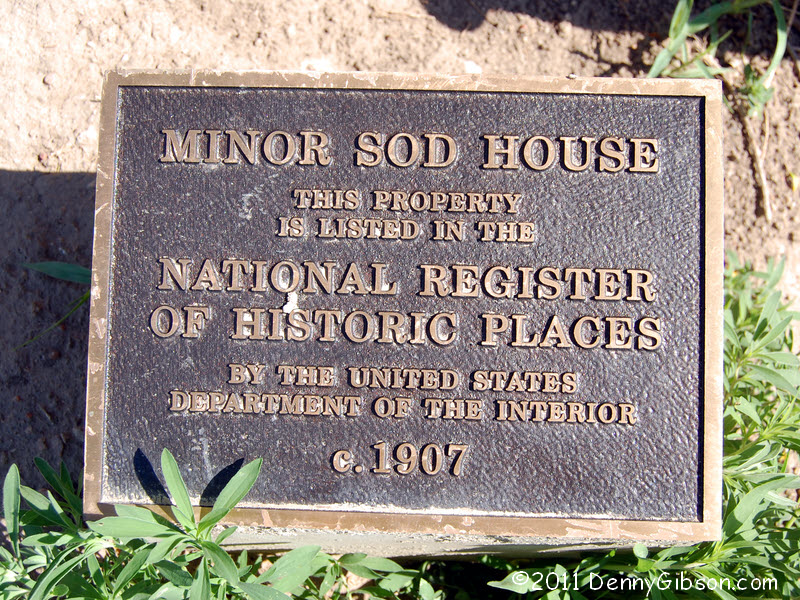 MINOR SOD HOUSE
THIS PROPERTY
IS LISTED IN THE
NATIONAL REGISTER
OF HISTORIC PLACES
BY THE UNITED STATES
DEPARTMENT OF THE INTERIOR
c. 1907
©2011 DennyGibson.com